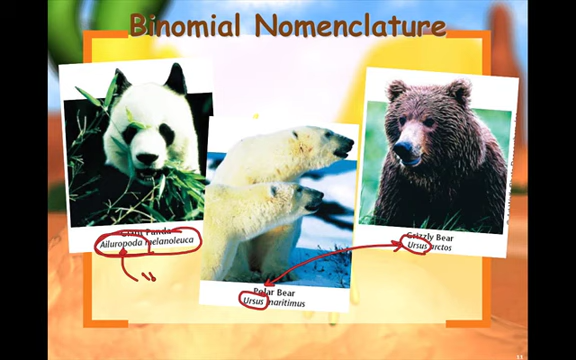 Binomial Nomenclature
Giant Panda
Ailuropoda melanoleuca
Polar Bear
Ursus maritimus
Grizzly Bear
Ursus arctos